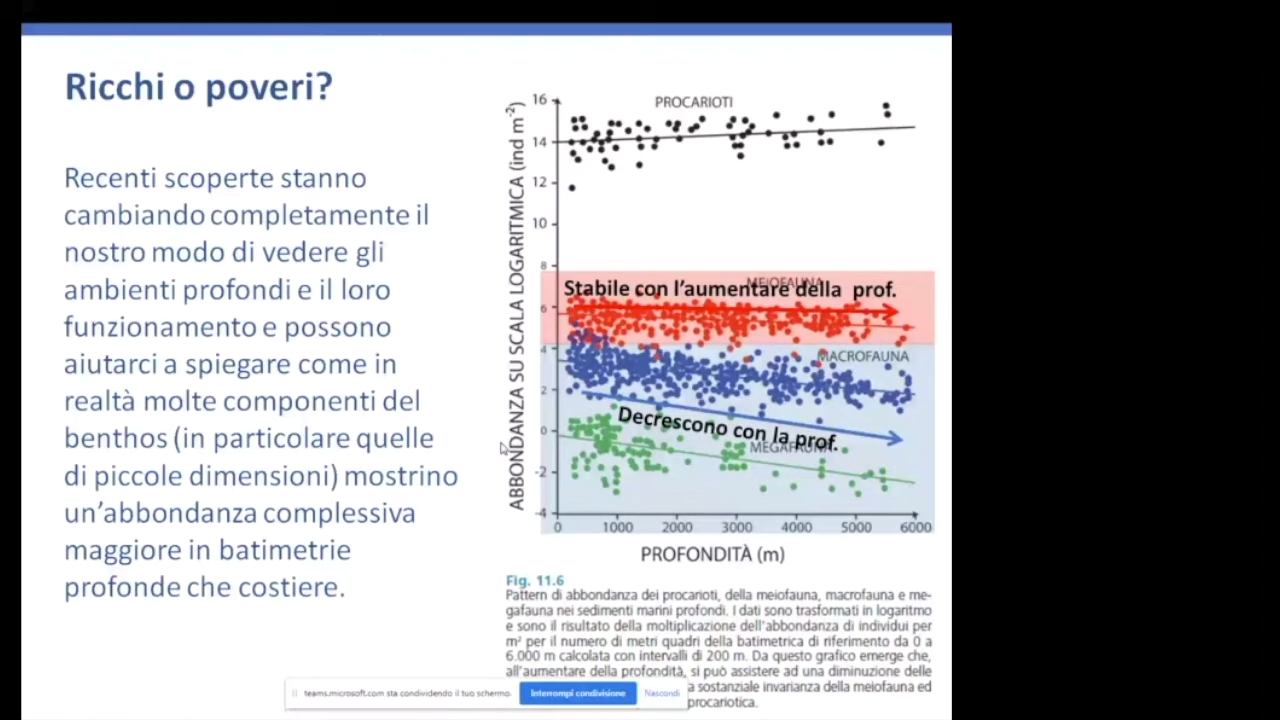 Ricchi o poveri?
Recenti scoperte stanno
cambiando completamente il
nostro modo di vedere gli
ambienti profondi e il loro
funzionamento e possono
aiutarci a spiegare come in
realtà molte componenti del
benthos (in particolare quelle
di piccole dimensioni) mostrino
un'abbondanza complessiva
maggiore in batimetrie
profonde che costiere.
ABBONDANZA SU SCALA LOGARITMICA (ind m⁻²)
16
14
12
10
8
6
4
2
0
-2
-4
PROCARIOTI
MEIOFAUNA
Stabile con l'aumentare della prof.
MACROFAUNA
Decrescono con la prof.
MEGAFAUNA
0 1000 2000 3000 4000 5000 6000
PROFONDITÀ (m)
Fig. 11.6
Pattern di abbondanza dei procarioti, della meiofauna, macrofauna e me-
gafauna nei sedimenti marini profondi. I dati sono trasformati in logaritmo
e sono il risultato della moltiplicazione dell'abbondanza di individui per
m² per il numero di metri quadri della batimetrica di riferimento da 0 a
6.000 m calcolata con intervalli di 200 m. Da questo grafico emerge che,
all'aumentare della profondità, si può assistere ad una diminuzione delle
a sostanziale invarianza della meiofauna ed
procariotica.
teams.microsoft.com sta condividendo il tuo schermo.
Interrompi condivisione
Nascondi